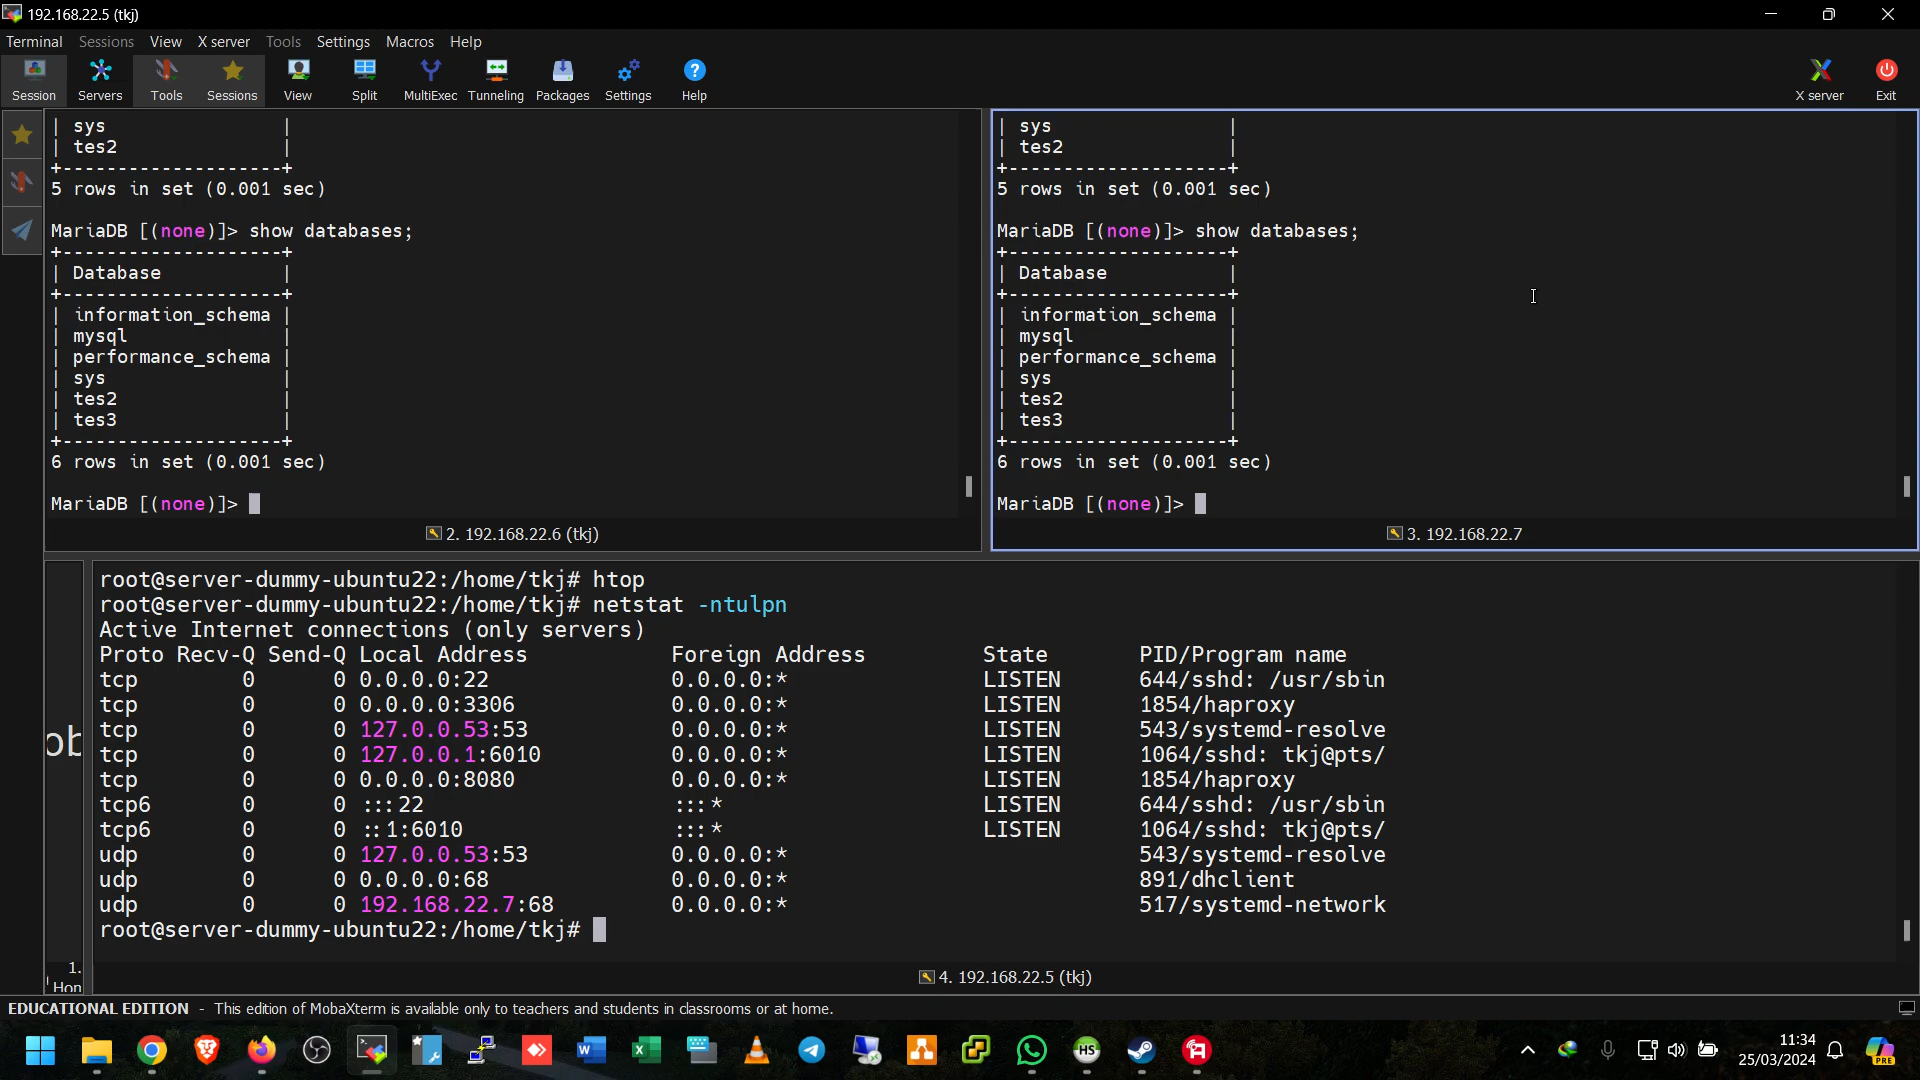 192.168.22.5 (tkj)
Terminal Sessions View X server Tools Settings Macros Help
Session Servers Tools Sessions View Split MultiExec Tunneling Packages Settings Help X server Exit
| sys                |
| tes2               |
+--------------------+
5 rows in set (0.001 sec)
MariaDB [(none)]> show databases;
+--------------------+
| Database           |
+--------------------+
| information_schema |
| mysql              |
| performance_schema |
| sys                |
| tes2               |
| tes3               |
+--------------------+
6 rows in set (0.001 sec)
MariaDB [(none)]>
2. 192.168.22.6 (tkj)
| sys                |
| tes2               |
+--------------------+
5 rows in set (0.001 sec)
MariaDB [(none)]> show databases;
+--------------------+
| Database           |
+--------------------+
| information_schema |
| mysql              |
| performance_schema |
| sys                |
| tes2               |
| tes3               |
+--------------------+
6 rows in set (0.001 sec)
MariaDB [(none)]>
3. 192.168.22.7
ob
1.
Hon
root@server-dummy-ubuntu22:/home/tkj# htop
root@server-dummy-ubuntu22:/home/tkj# netstat -ntulpn
Active Internet connections (only servers)
Proto Recv-Q Send-Q Local Address           Foreign Address         State       PID/Program name
tcp        0      0 0.0.0.0:22              0.0.0.0:*               LISTEN      644/sshd: /usr/sbin
tcp        0      0 0.0.0.0:3306            0.0.0.0:*               LISTEN      1854/haproxy
tcp        0      0 127.0.0.53:53           0.0.0.0:*               LISTEN      543/systemd-resolve
tcp        0      0 127.0.0.1:6010          0.0.0.0:*               LISTEN      1064/sshd: tkj@pts/
tcp        0      0 0.0.0.0:8080            0.0.0.0:*               LISTEN      1854/haproxy
tcp6       0      0 :::22                   :::*                    LISTEN      644/sshd: /usr/sbin
tcp6       0      0 ::1:6010                :::*                    LISTEN      1064/sshd: tkj@pts/
udp        0      0 127.0.0.53:53           0.0.0.0:*                           543/systemd-resolve
udp        0      0 0.0.0.0:68              0.0.0.0:*                           891/dhclient
udp        0      0 192.168.22.7:68         0.0.0.0:*                           517/systemd-network
root@server-dummy-ubuntu22:/home/tkj#
4. 192.168.22.5 (tkj)
EDUCATIONAL EDITION - This edition of MobaXterm is available only to teachers and students in classrooms or at home.
HS
11:34
25/03/2024
PRE